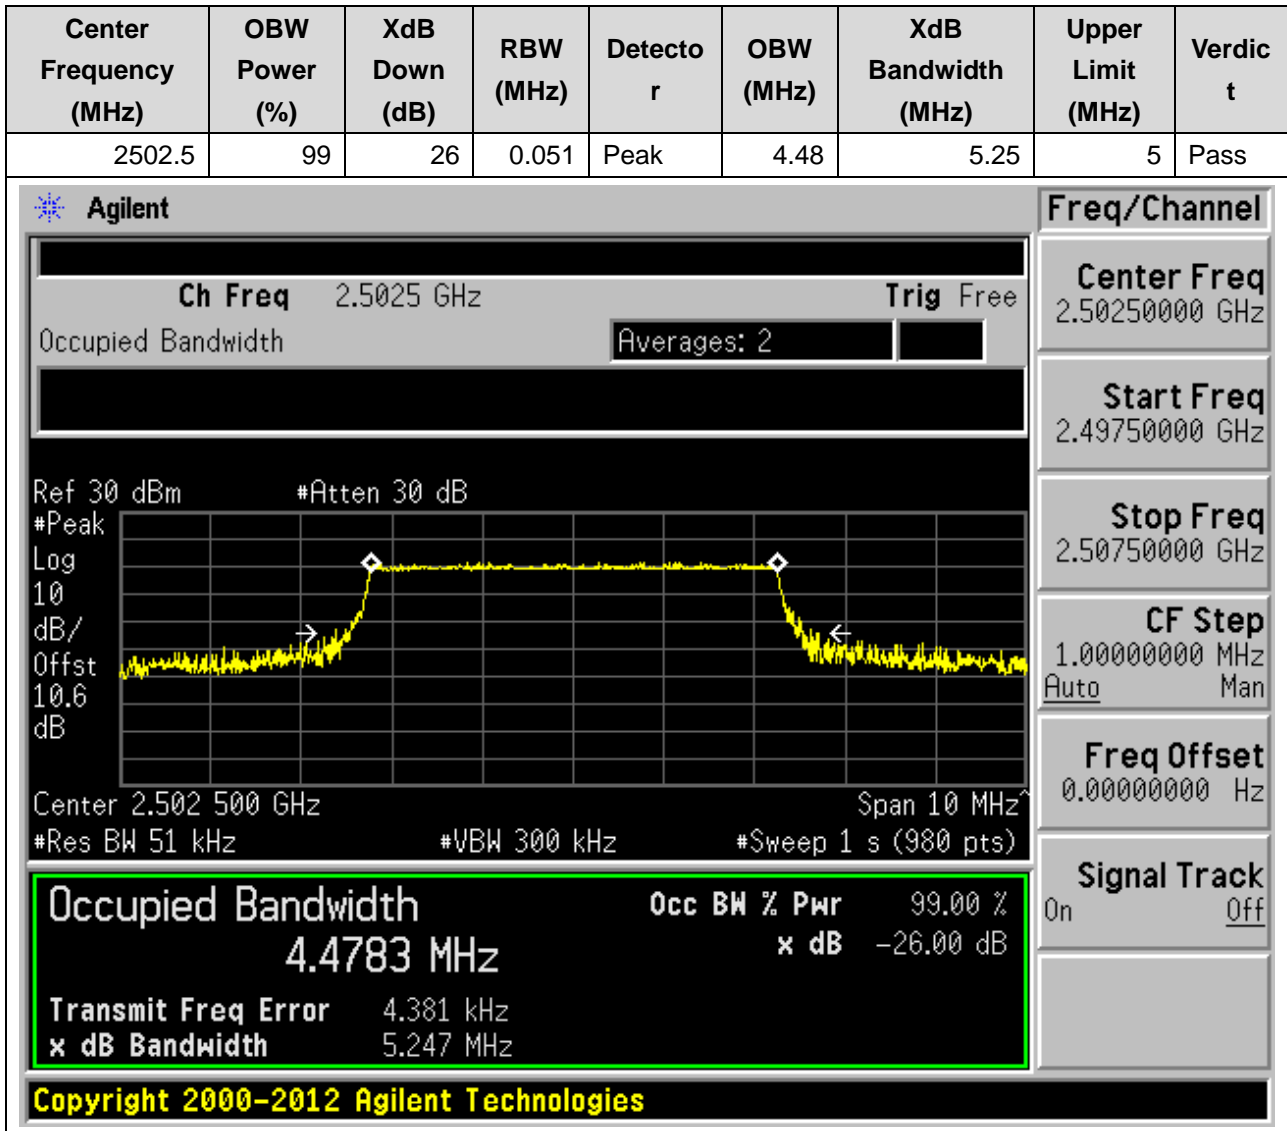 Center Frequency (MHz) OBW Power (%) XdB Down (dB) RBW (MHz) Detecto r OBW (MHz) XdB Bandwidth (MHz) Upper Limit (MHz) Verdic t
2502.5 99 26 0.051 Peak 4.48 5.25 5 Pass
Agilent
Freq/Channel
Ch Freq 2.5025 GHz Trig Free
Occupied Bandwidth Averages: 2
Center Freq
2.50250000 GHz
Start Freq
2.49750000 GHz
Stop Freq
2.50750000 GHz
CF Step
1.00000000 MHz
Auto Man
Freq Offset
0.00000000 Hz
Signal Track
On Off
Ref 30 dBm #Atten 30 dB
#Peak
Log
10
dB/
Offst
10.6
dB
Center 2.502 500 GHz Span 10 MHz^
#Res BW 51 kHz #VBW 300 kHz #Sweep 1 s (980 pts)
Occupied Bandwidth Occ BW % Pwr 99.00 %
4.4783 MHz x dB -26.00 dB
Transmit Freq Error 4.381 kHz
x dB Bandwidth 5.247 MHz
Copyright 2000-2012 Agilent Technologies